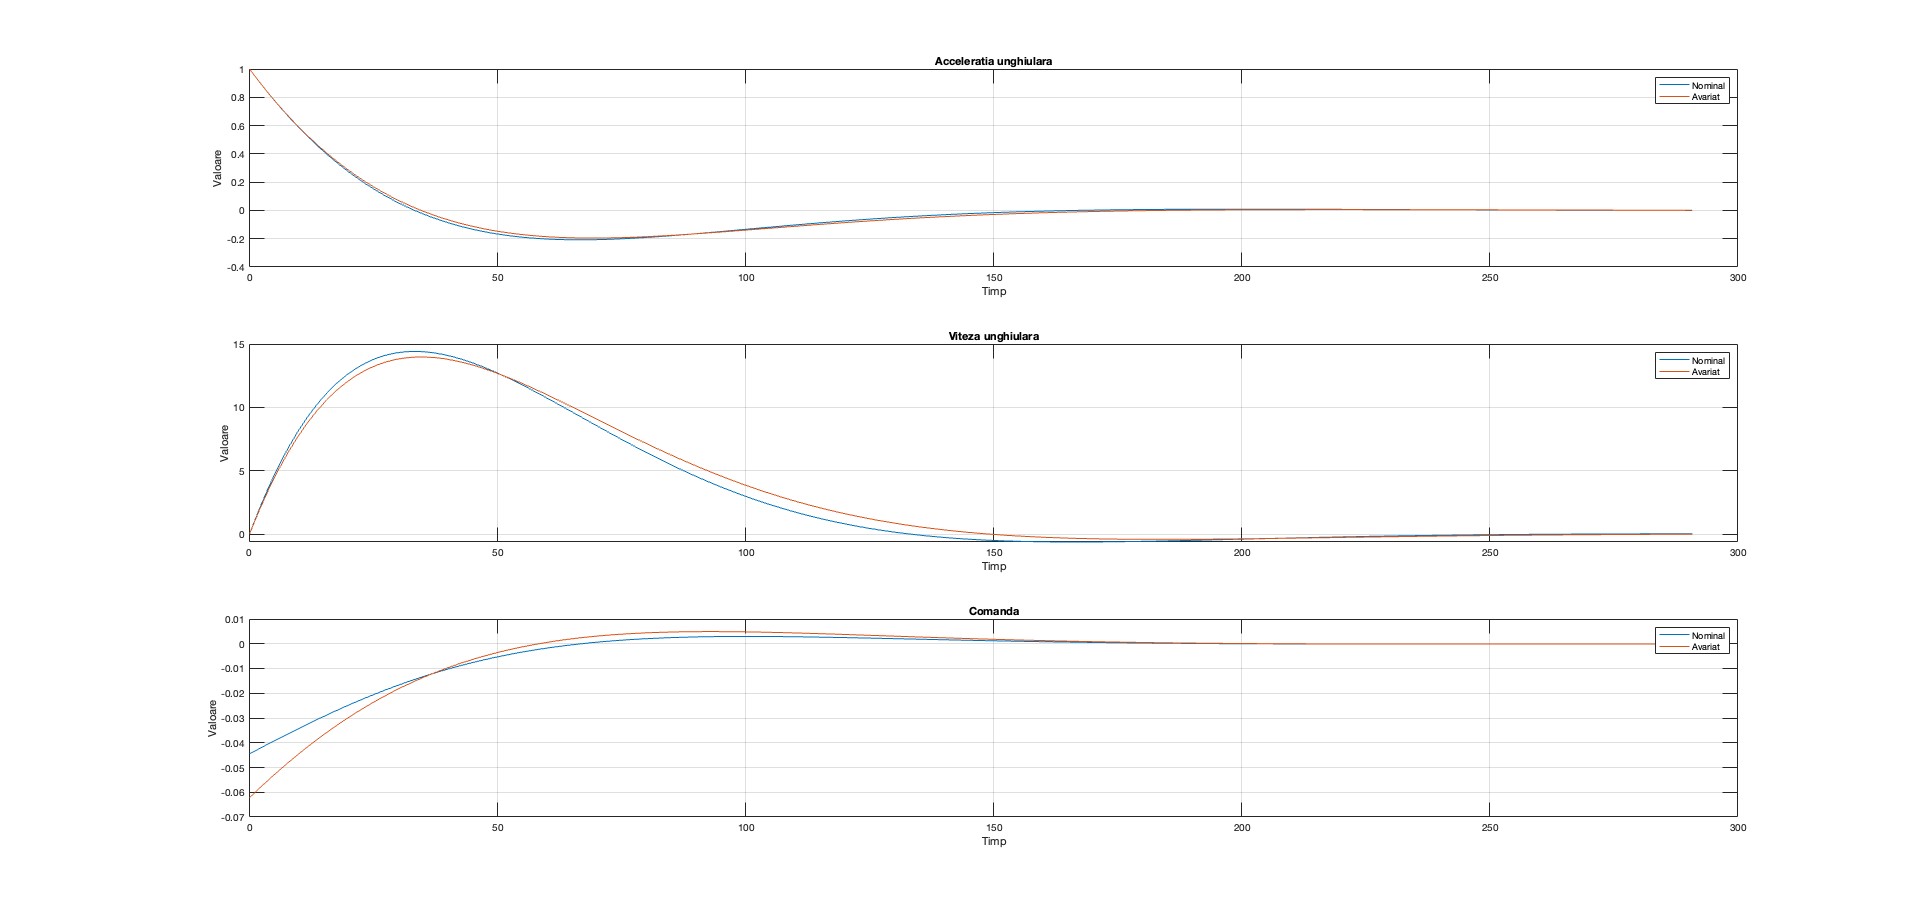 Acceleratia unghiulara
1
0.8
0.6
0.4
0.2
0
-0.2
-0.4
Valoare
Nominal
Avariat
0 50 100 150 200 250 300
Timp
Viteza unghiulara
15
10
5
0
Valoare
Nominal
Avariat
0 50 100 150 200 250 300
Timp
Comanda
0.01
0
-0.01
-0.02
-0.03
-0.04
-0.05
-0.06
-0.07
Valoare
Nominal
Avariat
0 50 100 150 200 250 300
Timp